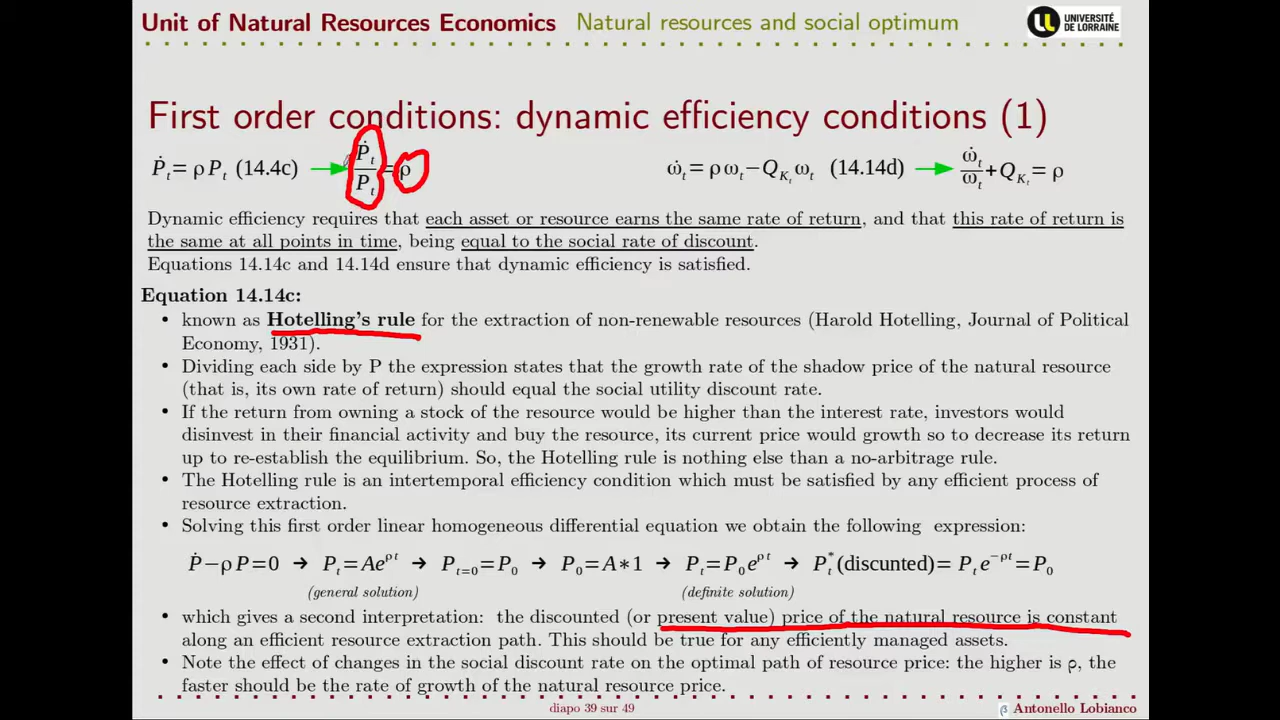 Unit of Natural Resources Economics Natural resources and social optimum
UNIVERSITÉ
DE LORRAINE
First order conditions: dynamic efficiency conditions (1)
Ṗt = ρ Pt (14.4c) → Ṗt/Pt = ρ ω̇t = ρ ωt − QKt ωt (14.14d) → ω̇t/ωt + QKt = ρ
Dynamic efficiency requires that each asset or resource earns the same rate of return, and that this rate of return is
the same at all points in time, being equal to the social rate of discount.
Equations 14.14c and 14.14d ensure that dynamic efficiency is satisfied.
Equation 14.14c:
• known as Hotelling's rule for the extraction of non-renewable resources (Harold Hotelling, Journal of Political
Economy, 1931).
• Dividing each side by P the expression states that the growth rate of the shadow price of the natural resource
(that is, its own rate of return) should equal the social utility discount rate.
• If the return from owning a stock of the resource would be higher than the interest rate, investors would
disinvest in their financial activity and buy the resource, its current price would growth so to decrease its return
up to re-establish the equilibrium. So, the Hotelling rule is nothing else than a no-arbitrage rule.
• The Hotelling rule is an intertemporal efficiency condition which must be satisfied by any efficient process of
resource extraction.
• Solving this first order linear homogeneous differential equation we obtain the following expression:
Ṗ − ρ P = 0 → Pt = Ae^ρt → Pt=0 = P0 → P0 = A∗1 → Pt = P0 e^ρt → Pt* (discounted) = Pt e^−ρt = P0
(general solution) (definite solution)
• which gives a second interpretation: the discounted (or present value) price of the natural resource is constant
along an efficient resource extraction path. This should be true for any efficiently managed assets.
• Note the effect of changes in the social discount rate on the optimal path of resource price: the higher is ρ, the
faster should be the rate of growth of the natural resource price.
diapo 39 sur 49
β Antonello Lobianco